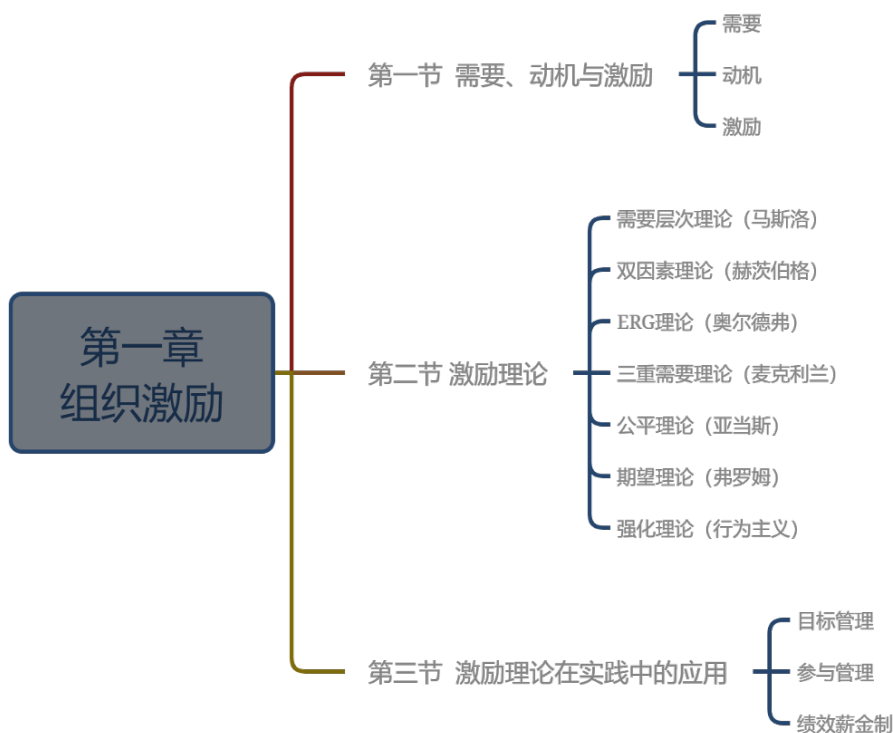 第一章
组织激励
第一节  需要、动机与激励
需要
动机
激励
第二节 激励理论
需要层次理论（马斯洛）
双因素理论（赫茨伯格）
ERG理论（奥尔德弗）
三重需要理论（麦克利兰）
公平理论（亚当斯）
期望理论（弗罗姆）
强化理论（行为主义）
第三节  激励理论在实践中的应用
目标管理
参与管理
绩效薪金制